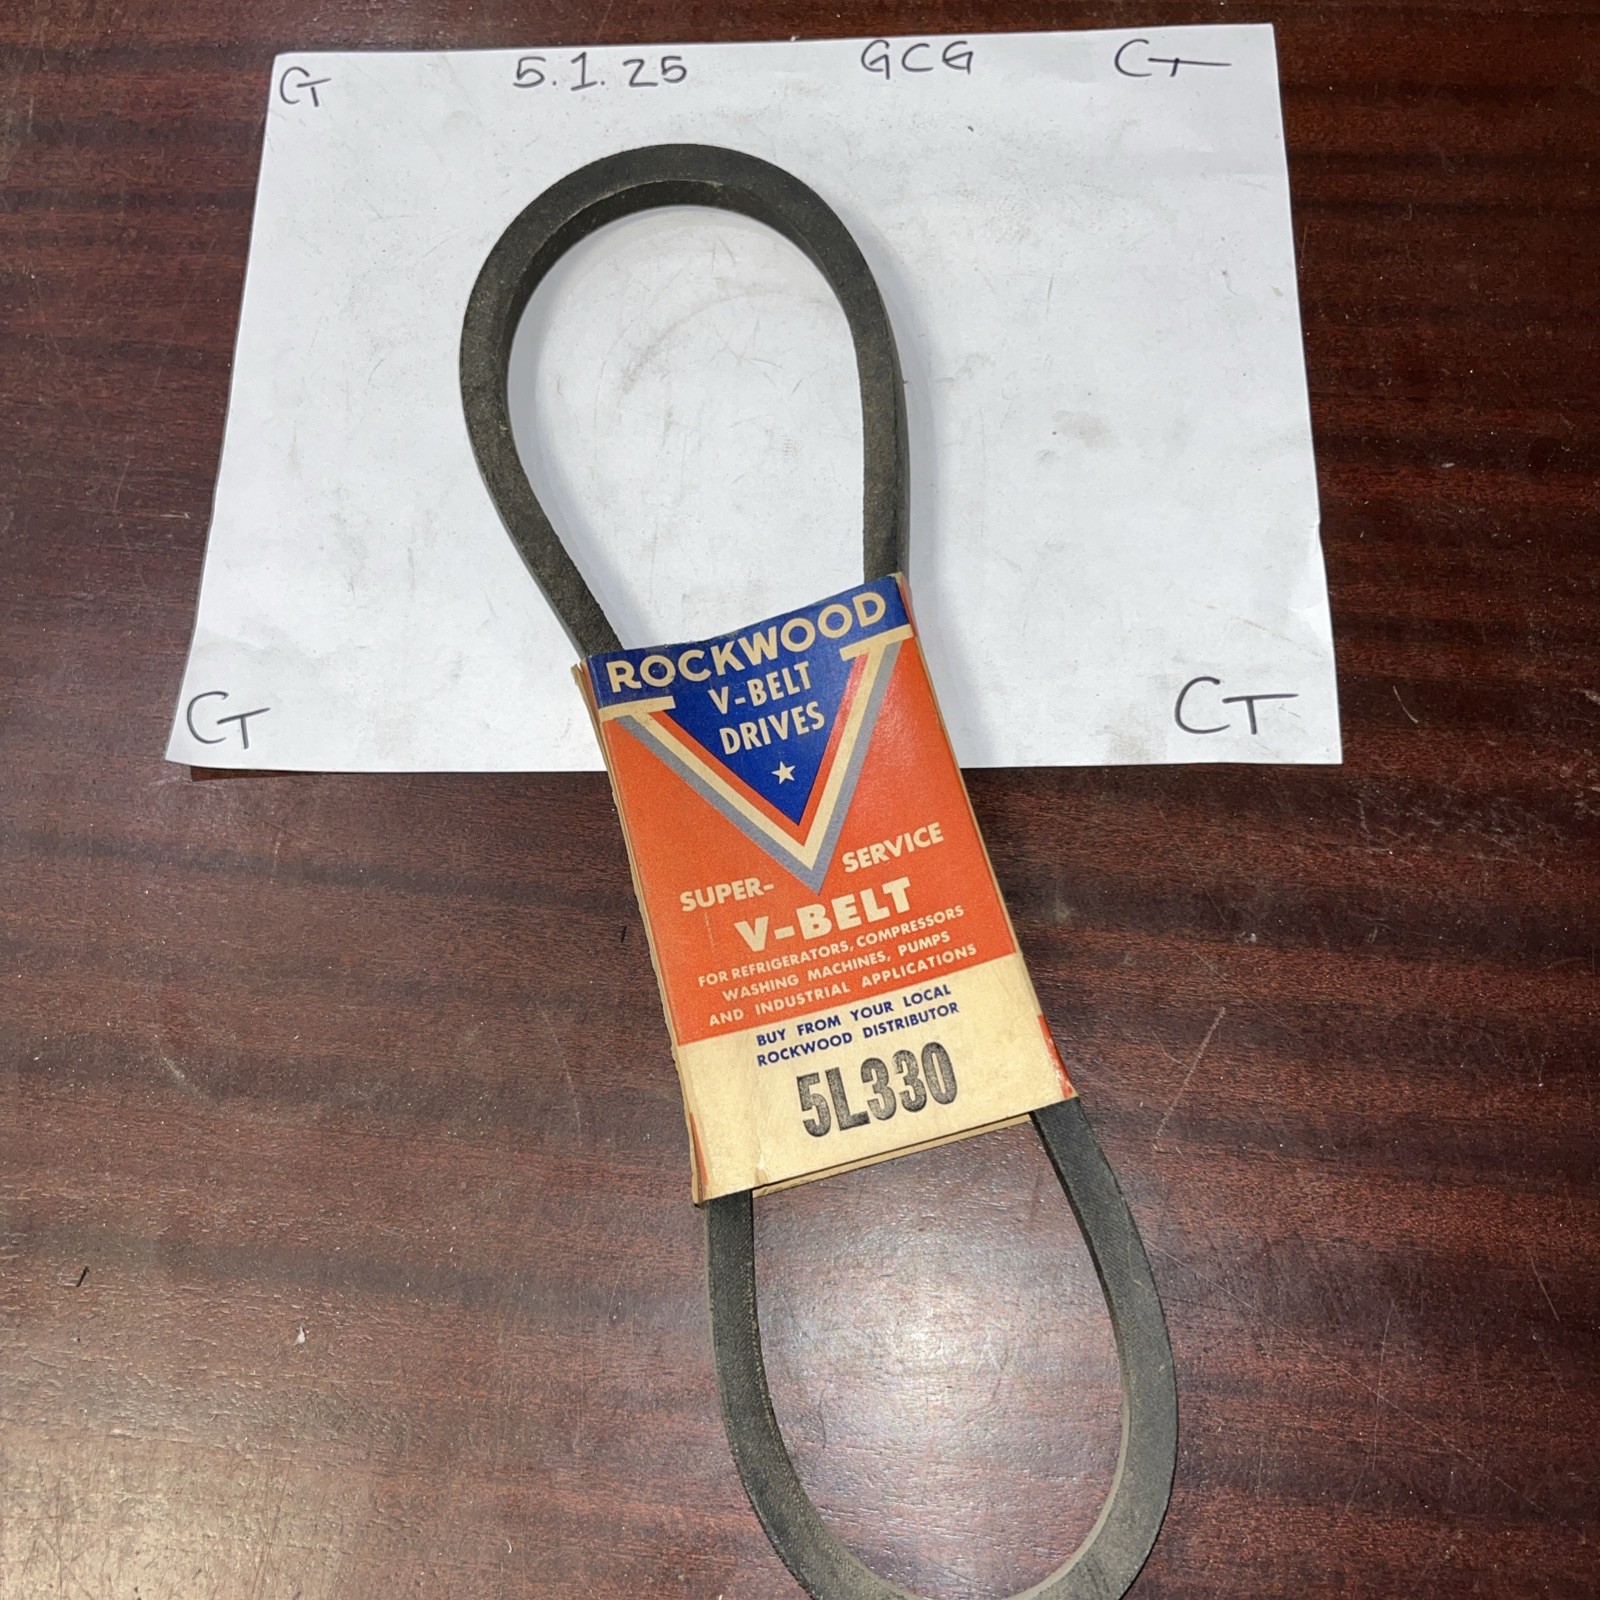 CT 5.1.25 GCG CT
ROCKWOOD
V-BELT
DRIVES
SUPER- SERVICE
V-BELT
FOR REFRIGERATORS, COMPRESSORS
WASHING MACHINES, PUMPS
AND INDUSTRIAL APPLICATIONS
BUY FROM YOUR LOCAL
ROCKWOOD DISTRIBUTOR
5L330
CT CT